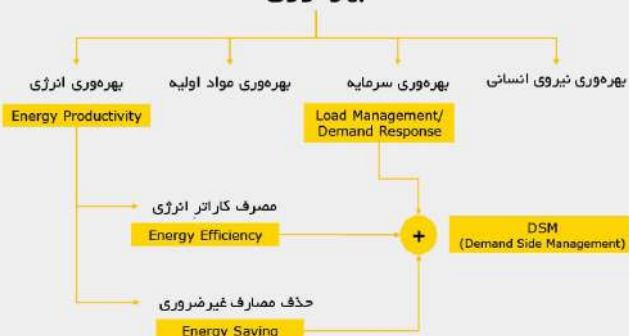 بهره‌وری انرژی
بهره‌وری مواد اولیه
بهره‌وری سرمایه
بهره‌وری نیروی انسانی
Energy Productivity
Load Management/
Demand Response
مصرف کاراتر انرژی
Energy Efficiency
+
DSM
(Demand Side Management)
حذف مصارف غیرضروری
Energy Saving